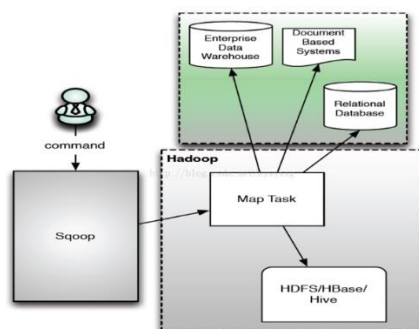 Enterprise
Data
Warehouse
Document
Based
Systems
Relational
Database
command
Hadoop
Sqoop
Map Task
HDFS/HBase/
Hive